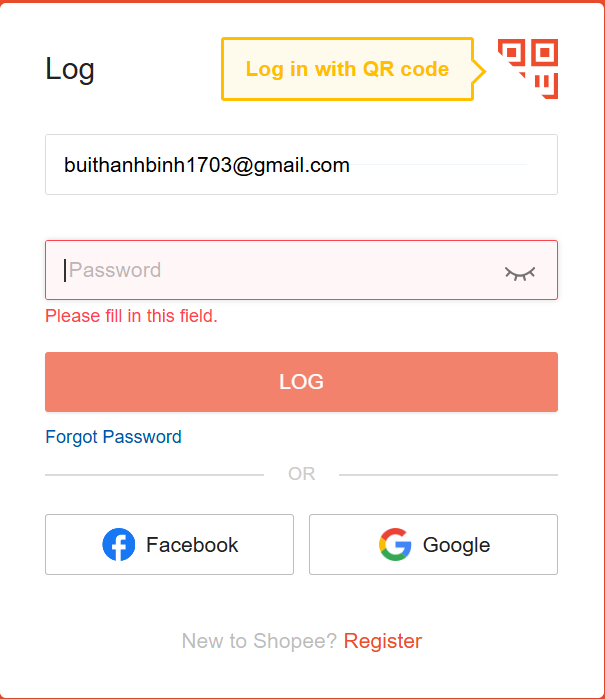 Log
Log in with QR code
buithanhbinh1703@gmail.com
Password
Please fill in this field.
LOG
Forgot Password
OR
Facebook
Google
New to Shopee? Register